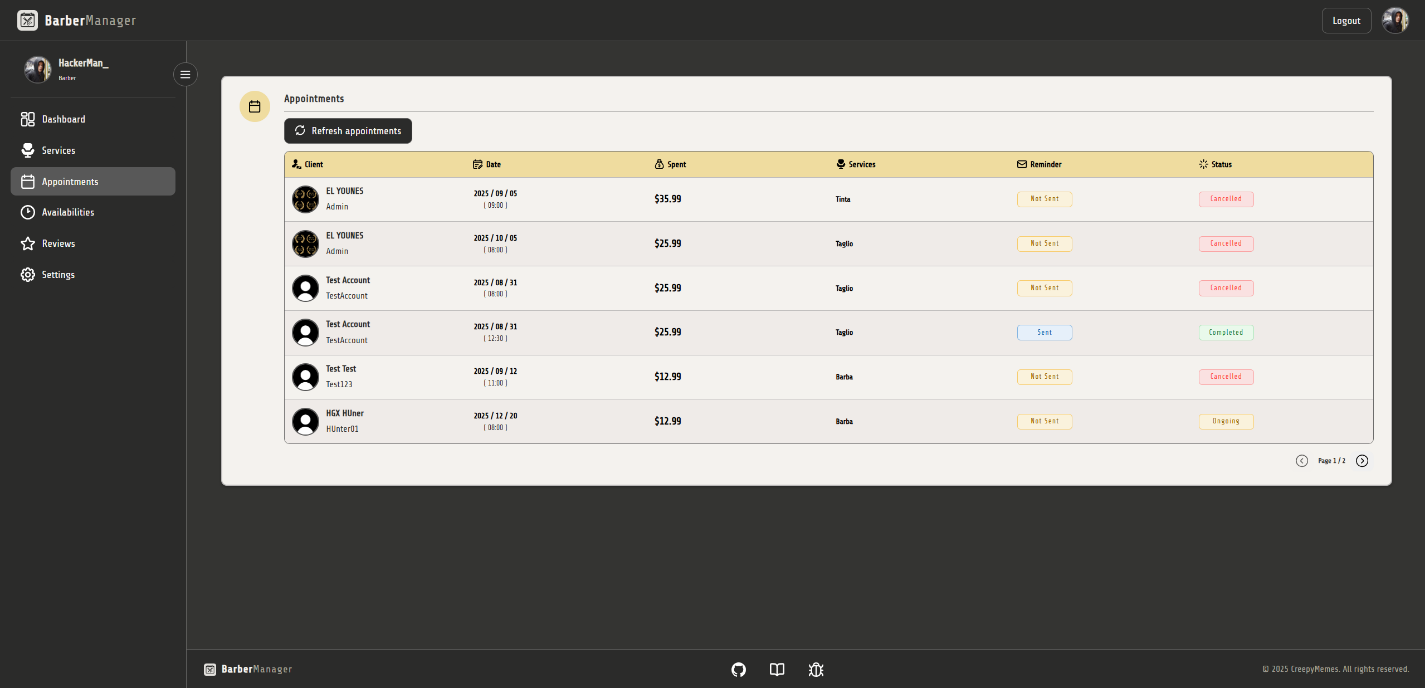 BarberManager
Logout
HackerMan_
Barber
Dashboard
Services
Appointments
Availabilities
Reviews
Settings
Appointments
Refresh appointments
Client Date Spent Services Reminder Status
EL YOUNES
Admin
2025 / 09 / 05
( 09:00 )
$35.99
Tinta
Not Sent
Cancelled
EL YOUNES
Admin
2025 / 10 / 05
( 08:00 )
$25.99
Taglio
Not Sent
Cancelled
Test Account
TestAccount
2025 / 08 / 31
( 08:00 )
$25.99
Taglio
Not Sent
Cancelled
Test Account
TestAccount
2025 / 08 / 31
( 12:30 )
$25.99
Taglio
Sent
Completed
Test Test
Test123
2025 / 09 / 12
( 11:00 )
$12.99
Barba
Not Sent
Cancelled
HGX HUner
HUnter01
2025 / 12 / 20
( 08:00 )
$12.99
Barba
Not Sent
Ongoing
Page 1 / 2
BarberManager
© 2025 CreepyMemes. All rights reserved.